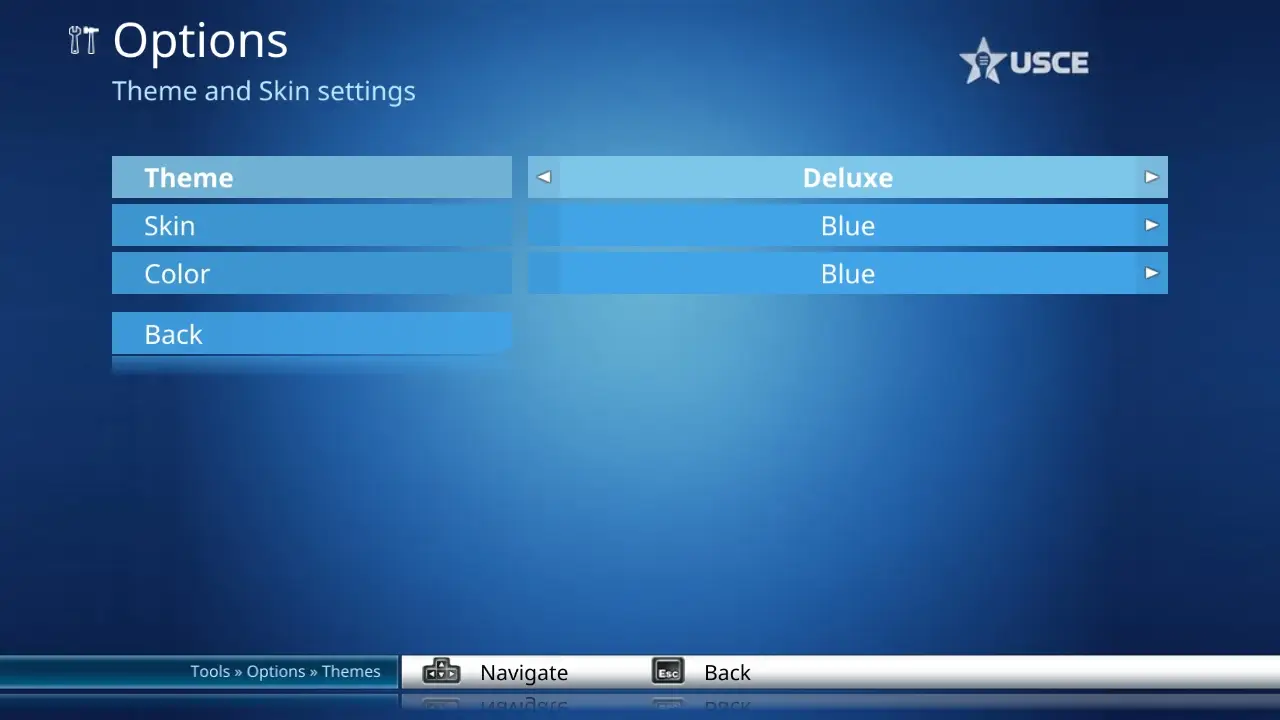 Options
USCE
Theme and Skin settings
Theme
Deluxe
Skin
Blue
Color
Blue
Back
Tools » Options » Themes
Navigate
Esc
Back